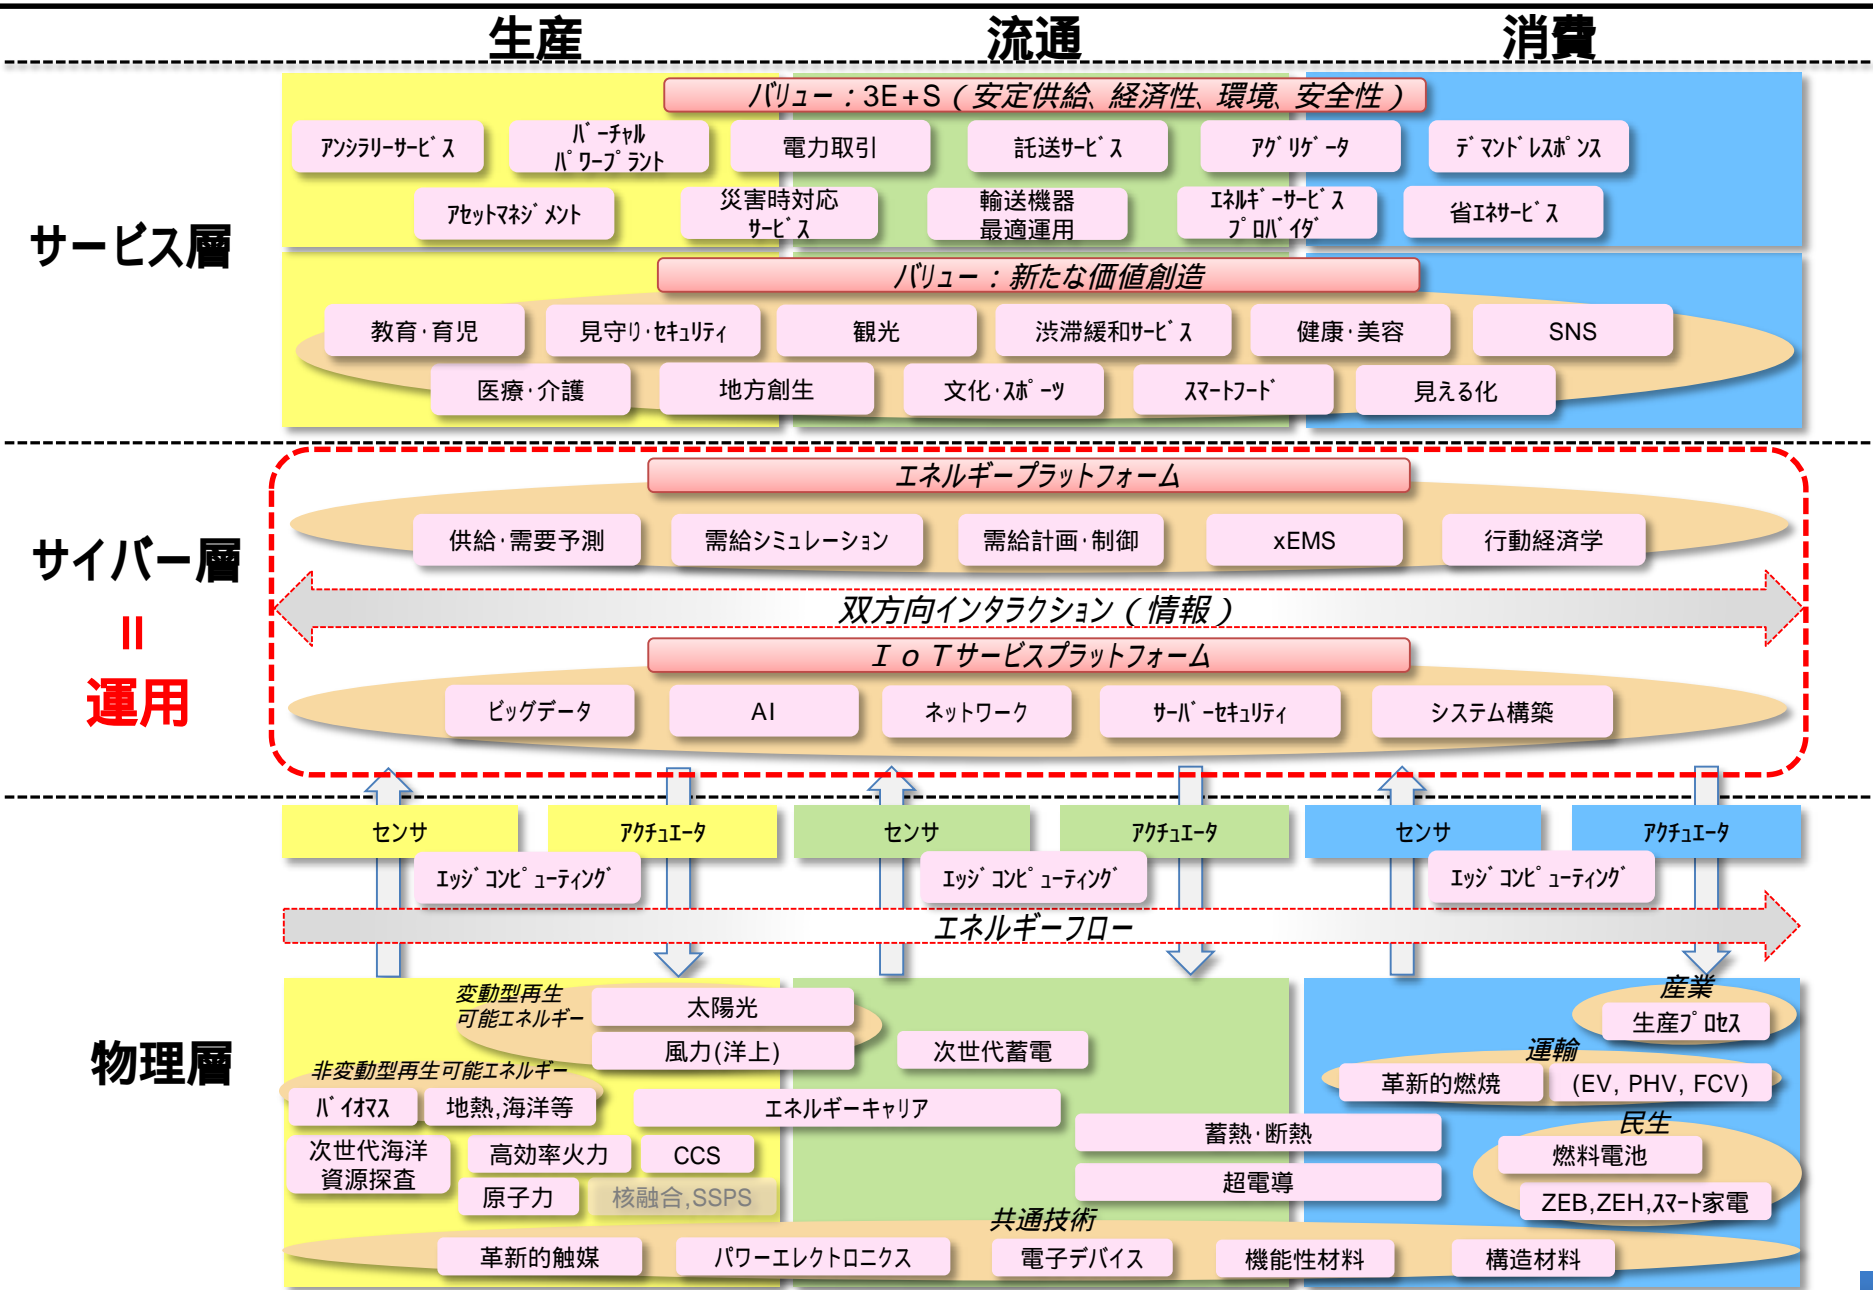 生産
流通
消費
サービス層
バリュー：3E+S（安定供給、経済性、環境、安全性）
ｱﾝｼﾗﾘｰｻｰﾋﾞｽ
ﾊﾞｰﾁｬﾙ
ﾊﾟﾜｰﾌﾟﾗﾝﾄ
電力取引
託送ｻｰﾋﾞｽ
ｱｸﾞﾘｹﾞｰﾀ
ﾃﾞﾏﾝﾄﾞﾚｽﾎﾟﾝｽ
ｱｾｯﾄﾏﾈｼﾞﾒﾝﾄ
災害時対応
ｻｰﾋﾞｽ
輸送機器
最適運用
ｴﾈﾙｷﾞｰｻｰﾋﾞｽ
ﾌﾟﾛﾊﾞｲﾀﾞ
省ｴﾈｻｰﾋﾞｽ
バリュー：新たな価値創造
教育･育児
見守り･ｾｷｭﾘﾃｨ
観光
渋滞緩和ｻｰﾋﾞｽ
健康･美容
SNS
医療･介護
地方創生
文化･ｽﾎﾟｰﾂ
ｽﾏｰﾄﾌｰﾄﾞ
見える化
サイバー層
＝
運用
エネルギープラットフォーム
供給･需要予測
需給シミュレーション
需給計画･制御
xEMS
行動経済学
双方向インタラクション（情報）
ＩｏＴサービスプラットフォーム
ビッグデータ
AI
ネットワーク
ｻｰﾊﾞｰｾｷｭﾘﾃｨ
システム構築
物理層
センサ
ｱｸﾁｭｴｰﾀ
センサ
ｱｸﾁｭｴｰﾀ
センサ
ｱｸﾁｭｴｰﾀ
ｴｯｼﾞｺﾝﾋﾟｭｰﾃｨﾝｸﾞ
ｴｯｼﾞｺﾝﾋﾟｭｰﾃｨﾝｸﾞ
ｴｯｼﾞｺﾝﾋﾟｭｰﾃｨﾝｸﾞ
エネルギーフロー
変動型再生
可能エネルギー
太陽光
風力(洋上)
次世代蓄電
非変動型再生可能エネルギー
ﾊﾞｲｵﾏｽ
地熱,海洋等
エネルギーキャリア
次世代海洋
資源探査
高効率火力
CCS
原子力
核融合,SSPS
蓄熱･断熱
超電導
産業
生産ﾌﾟﾛｾｽ
運輸
革新的燃焼
(EV, PHV, FCV)
民生
燃料電池
ZEB,ZEH,ｽﾏｰﾄ家電
共通技術
革新的触媒
パワーエレクトロニクス
電子デバイス
機能性材料
構造材料